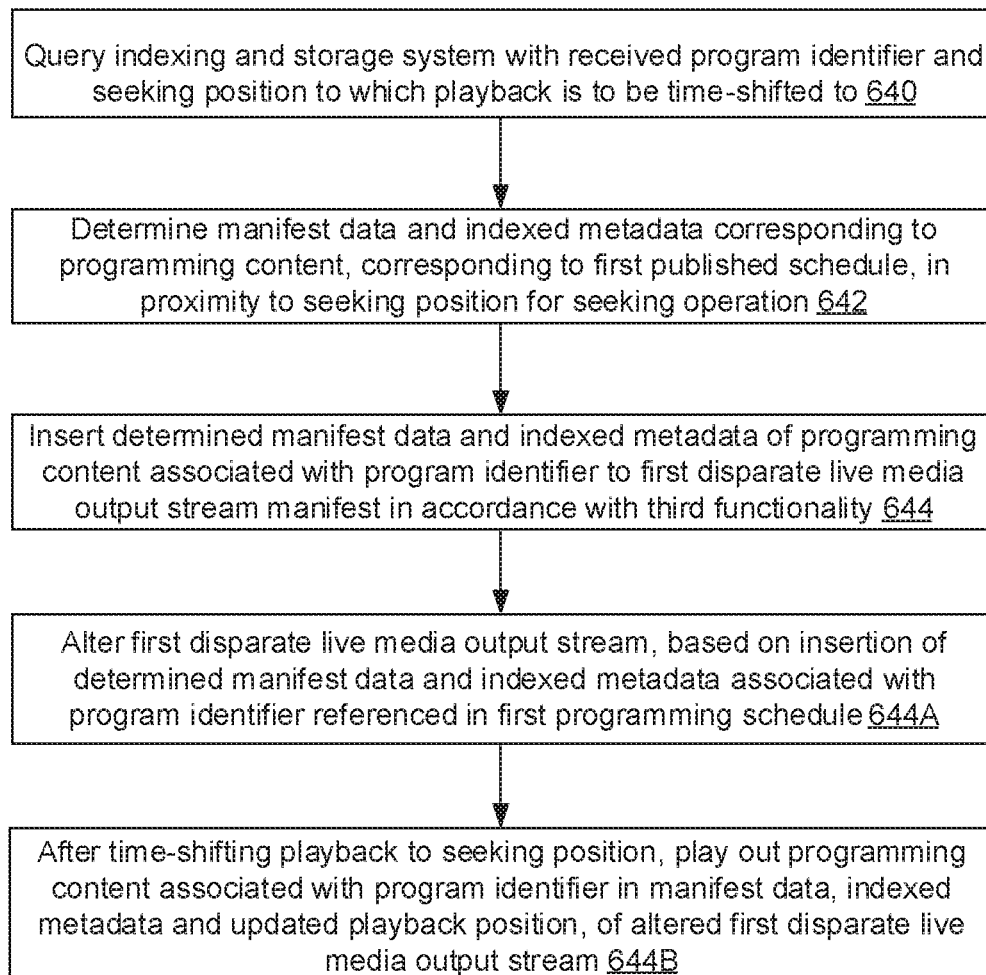 Query indexing and storage system with received program identifier and
seeking position to which playback is to be time-shifted to 640
Determine manifest data and indexed metadata corresponding to
programming content, corresponding to first published schedule, in
proximity to seeking position for seeking operation 642
Insert determined manifest data and indexed metadata of programming
content associated with program identifier to first disparate live media
output stream manifest in accordance with third functionality 644
Alter first disparate live media output stream, based on insertion of
determined manifest data and indexed metadata associated with
program identifier referenced in first programming schedule 644A
After time-shifting playback to seeking position, play out programming
content associated with program identifier in manifest data, indexed
metadata and updated playback position, of altered first disparate live
media output stream 644B